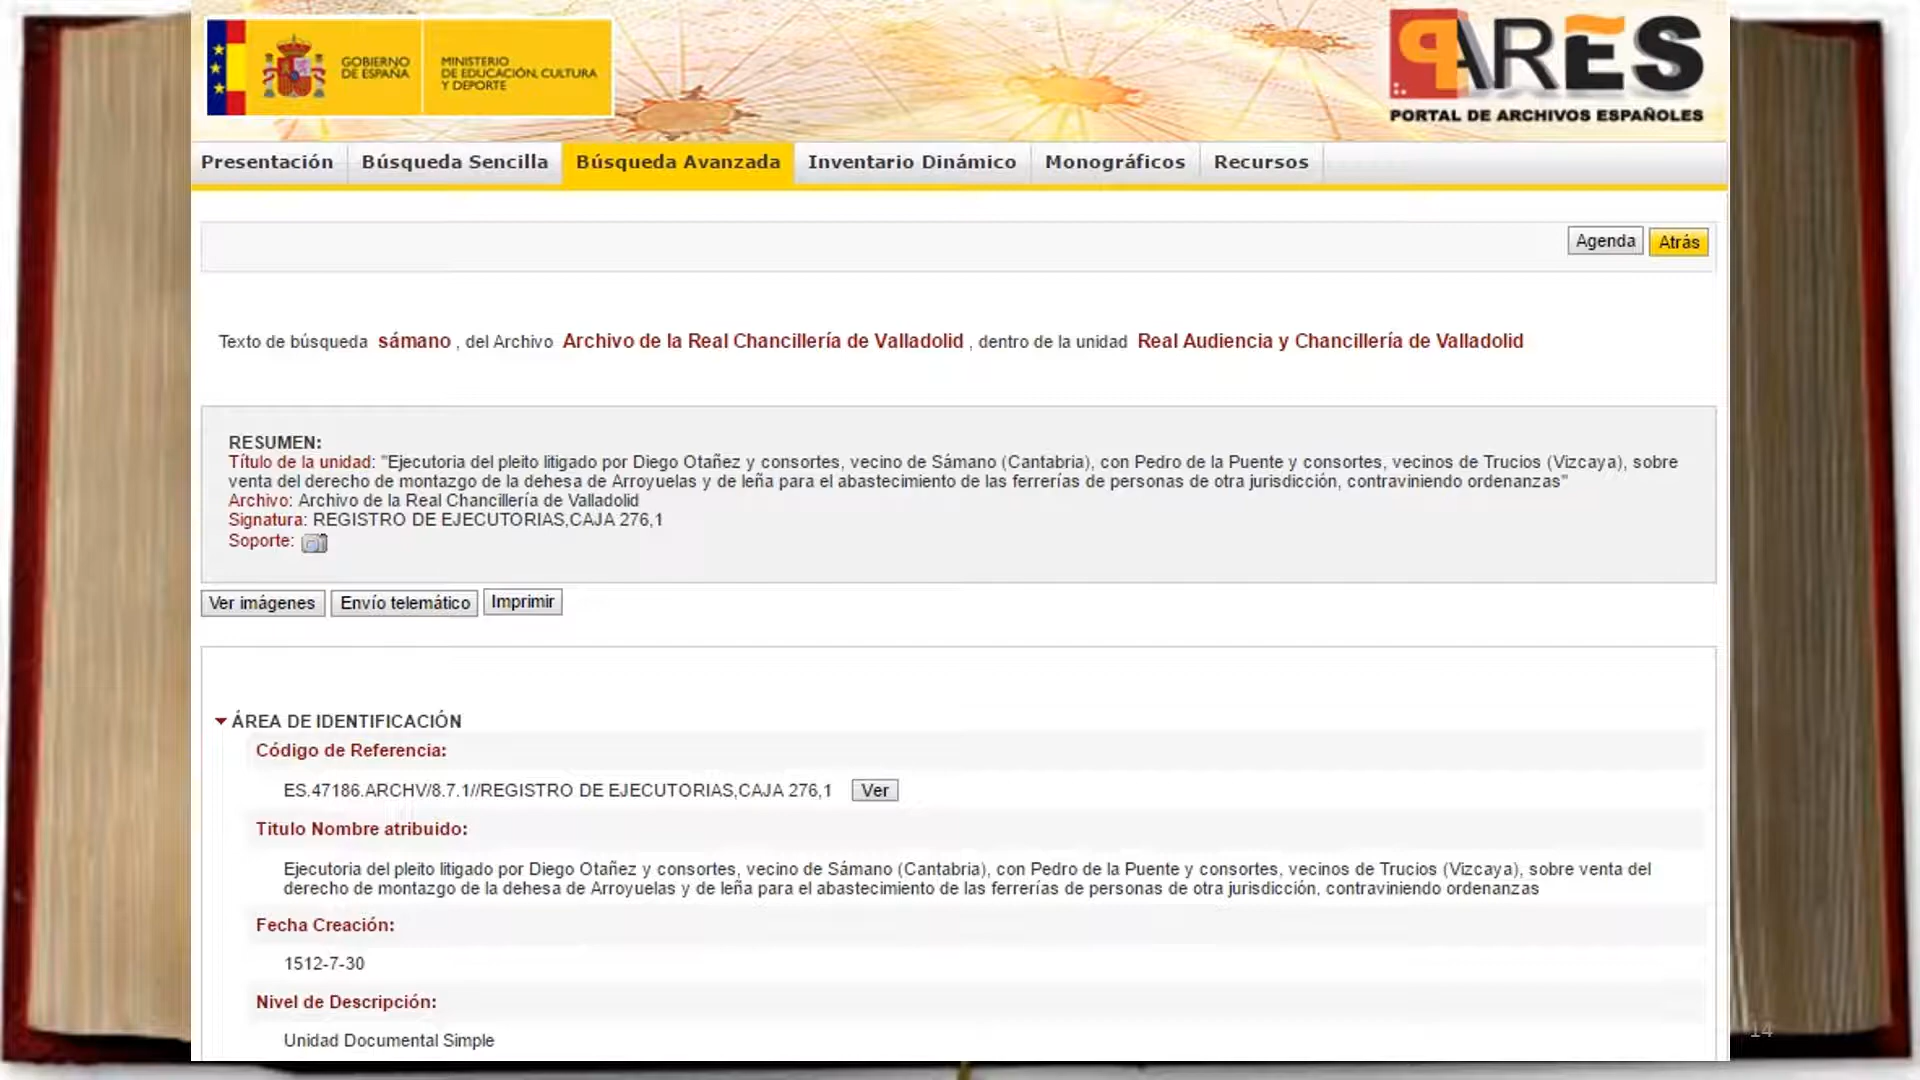 GOBIERNO
DE ESPAÑA
MINISTERIO
DE EDUCACIÓN, CULTURA
Y DEPORTE
PARES
PORTAL DE ARCHIVOS ESPAÑOLES
Presentación Búsqueda Sencilla Búsqueda Avanzada Inventario Dinámico Monográficos Recursos
Agenda Atrás
Texto de búsqueda sámano , del Archivo Archivo de la Real Chancillería de Valladolid , dentro de la unidad Real Audiencia y Chancillería de Valladolid
RESUMEN:
Título de la unidad: "Ejecutoria del pleito litigado por Diego Otañez y consortes, vecino de Sámano (Cantabria), con Pedro de la Puente y consortes, vecinos de Trucios (Vizcaya), sobre
venta del derecho de montazgo de la dehesa de Arroyuelas y de leña para el abastecimiento de las ferrerías de personas de otra jurisdicción, contraviniendo ordenanzas"
Archivo: Archivo de la Real Chancillería de Valladolid
Signatura: REGISTRO DE EJECUTORIAS,CAJA 276,1
Soporte:
Ver imágenes Envío telemático Imprimir
ÁREA DE IDENTIFICACIÓN
Código de Referencia:
ES.47186.ARCHV/8.7.1//REGISTRO DE EJECUTORIAS,CAJA 276,1 Ver
Titulo Nombre atribuido:
Ejecutoria del pleito litigado por Diego Otañez y consortes, vecino de Sámano (Cantabria), con Pedro de la Puente y consortes, vecinos de Trucios (Vizcaya), sobre venta del
derecho de montazgo de la dehesa de Arroyuelas y de leña para el abastecimiento de las ferrerías de personas de otra jurisdicción, contraviniendo ordenanzas
Fecha Creación:
1512-7-30
Nivel de Descripción:
Unidad Documental Simple
14